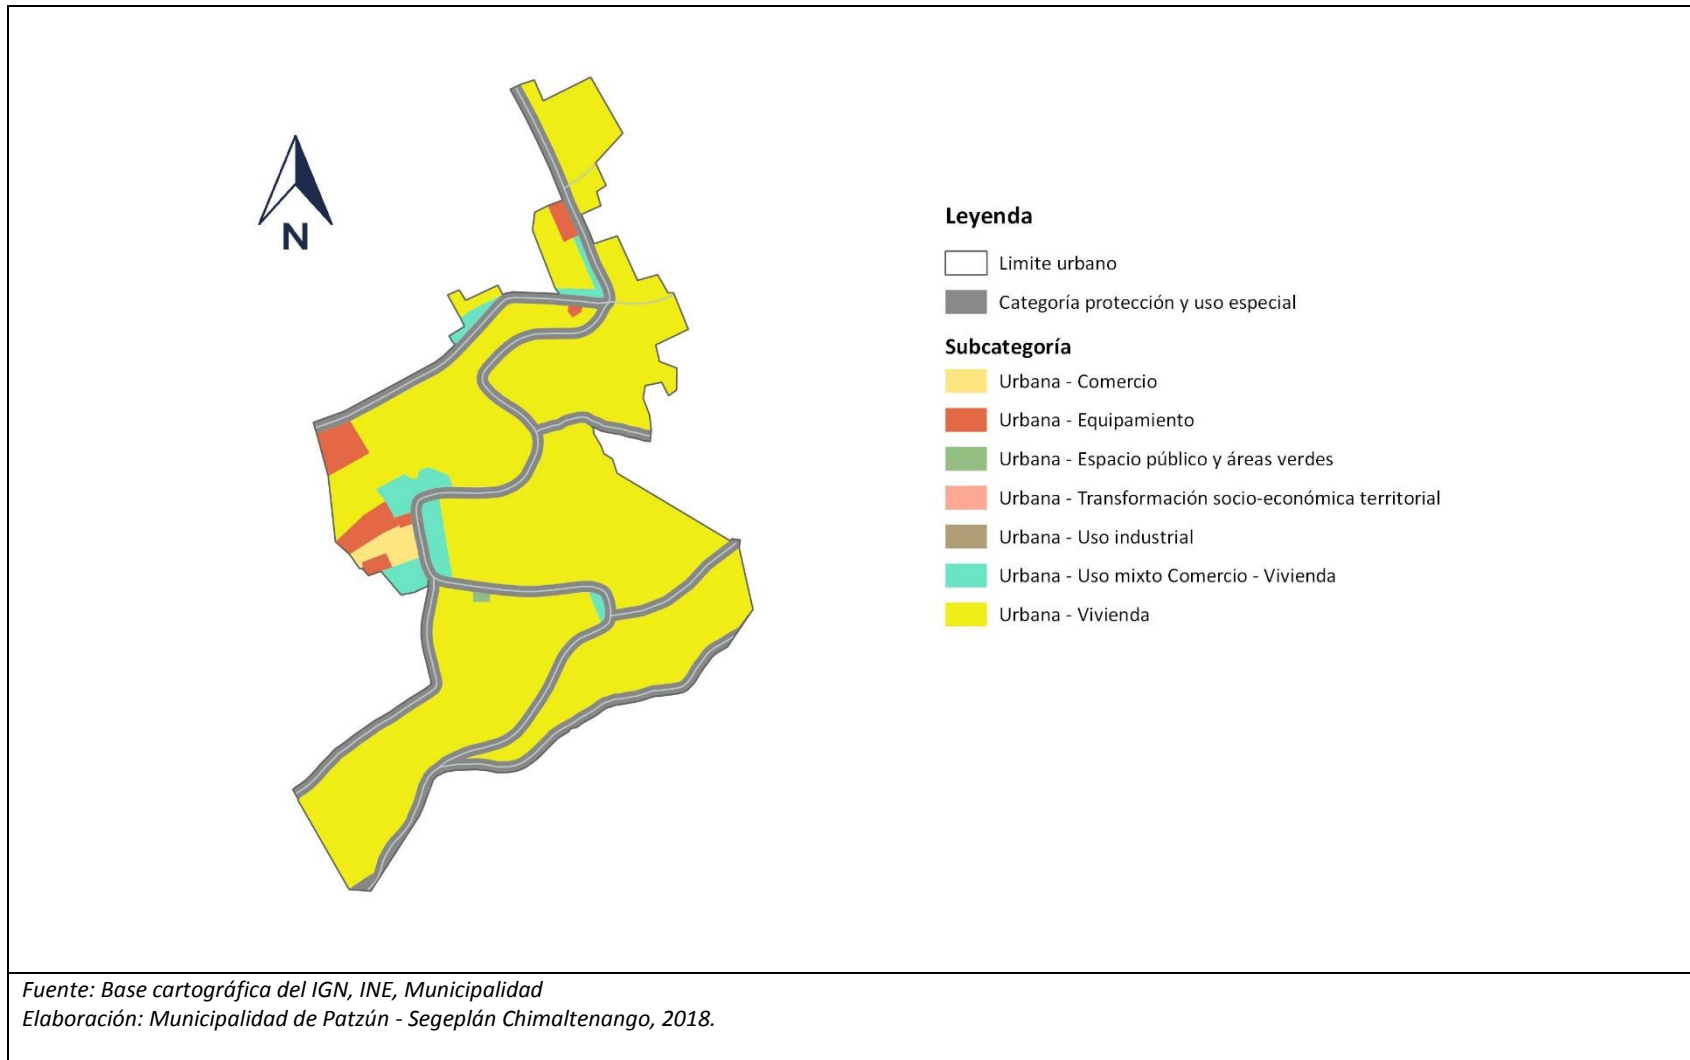 N
Leyenda
Limite urbano
Categoría protección y uso especial
Subcategoría
Urbana - Comercio
Urbana - Equipamiento
Urbana - Espacio público y áreas verdes
Urbana - Transformación socio-económica territorial
Urbana - Uso industrial
Urbana - Uso mixto Comercio - Vivienda
Urbana - Vivienda
Fuente: Base cartográfica del IGN, INE, Municipalidad
Elaboración: Municipalidad de Patzún - Segeplán Chimaltenango, 2018.